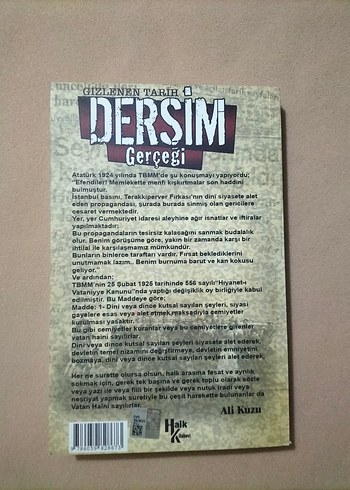 GİZLENEN TARİH
DERSİM
Gerçeği
Atatürk 1924 yılında TBMM'de şu konuşmayı yapıyordu;
"Efendiler! Memlekette menfi kışkırtmalar son haddini
bulmuştur.
İstanbul basını, Terakkiperver Fırkası'nın dini siyasete alet
eden propagandası, şurada burada sinmiş olan gericilere
cesaret vermektedir.
Yer, yer Cumhuriyet idaresi aleyhine ağır isnatlar ve iftiralar
yapılmaktadır;
Bu propagandaların tesirsiz kalacağını sanmak budalalık
olur. Benim görüşüme göre, yakın bir zamanda karşı bir
ihtilal ile karşılaşmamız mümkündür.
Bunların binlerce taraftarı vardır. Fırsat beklediklerini
unutmamak lazım.. Benim burnuma barut ve kan kokusu
geliyor."
Ve ardından;
TBMM'nin 25 Şubat 1925 tarihinde 556 sayılı"Hıyanet-i
Vataniyye Kanunu"nda yaptığı değişiklik oy birliğiyle kabul
edilmiştir. Bu Maddeye göre;
Madde: 1- Dini veya dince kutsal sayılan şeyleri, siyasi
gayelere esas veya alet etmek maksadıyla cemiyetler
kurulması yasaktır.
Bu gibi cemiyetler kuranlar veya bu cemiyetlere girenler
vatan haini sayılırlar.
Dini veya dince kutsal sayılan şeyleri siyasete alet ederek,
devletin temel nizamını değiştirmeye, devletin emniyetini
bozmaya, dini veya dince kutsal sayılan şeyleri alet ederek,
Her ne surette olursa olsun, halk arasına fesat ve ayrılık
sokmak için, gerek tek başına ve gerek toplu olarak sözle
veya yazı ile veya fiili bir şekilde veya nutuk iradı veya
neşriyat yapmak suretiyle bu çeşit harekette bulunanlar da
Vatan Haini sayılırlar.
Ali Kuzu
Halk
Kitabevi